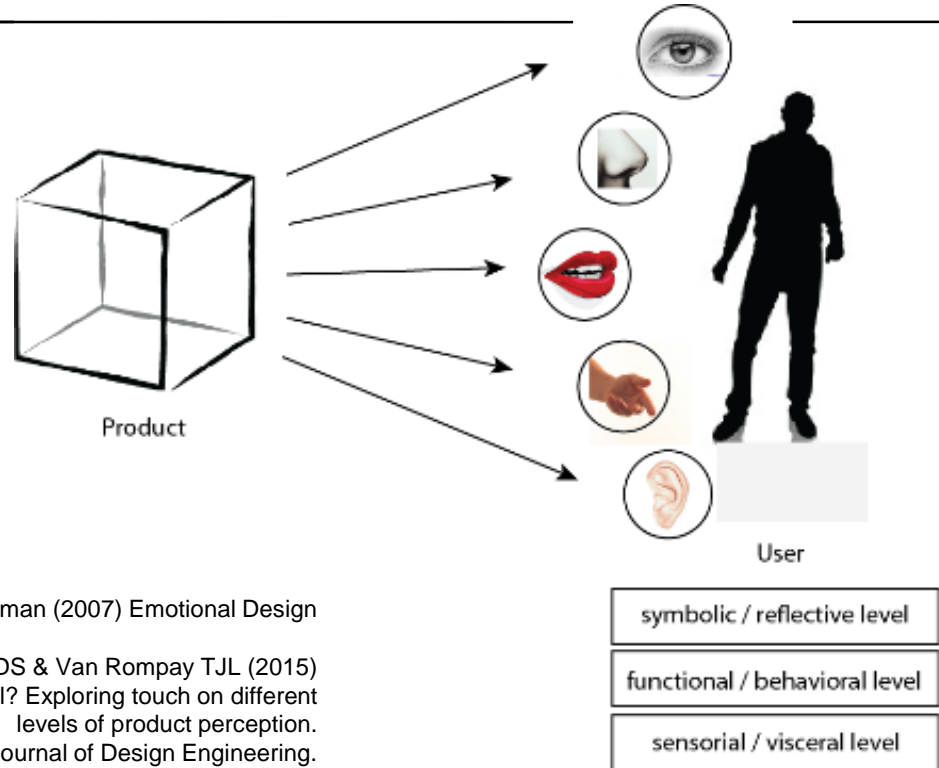 Product
User
man (2007) Emotional Design
DS & Van Rompay TJL (2015)
l? Exploring touch on different
levels of product perception.
ournal of Design Engineering.
symbolic / reflective level
functional / behavioral level
sensorial / visceral level